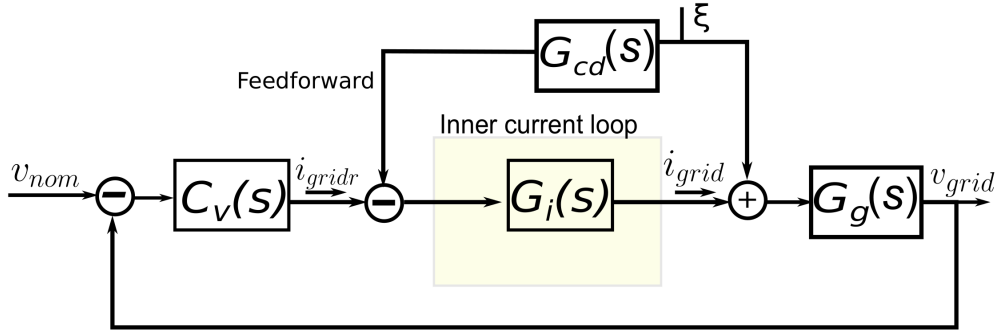 ξ
G_cd(s)
Feedforward
Inner current loop
v_nom
−
C_v(s)
i_gridr
−
G_i(s)
i_grid
+
G_g(s)
v_grid